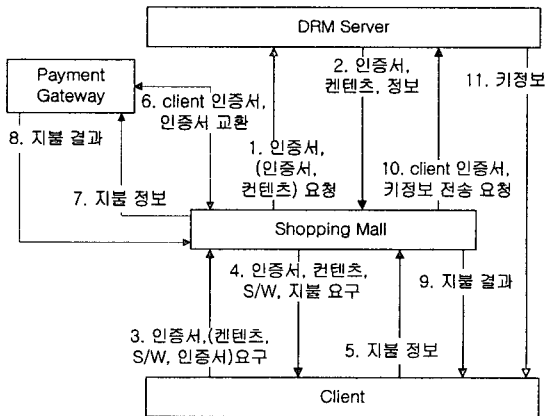 DRM Server
Payment
Gateway
2. 인증서,
켄텐츠, 정보
11. 키정보
6. client 인증서,
인증서 교환
8. 지불 결과
1. 인증서,
(인증서,
컨텐츠) 요청
10. client 인증서,
키정보 전송 요청
7. 지불 정보
Shopping Mall
4. 인증서, 컨텐츠,
S/W, 지불 요구
9. 지불 결과
3. 인증서,(켄텐츠,
S/W, 인증서)요구
5. 지불 정보
Client